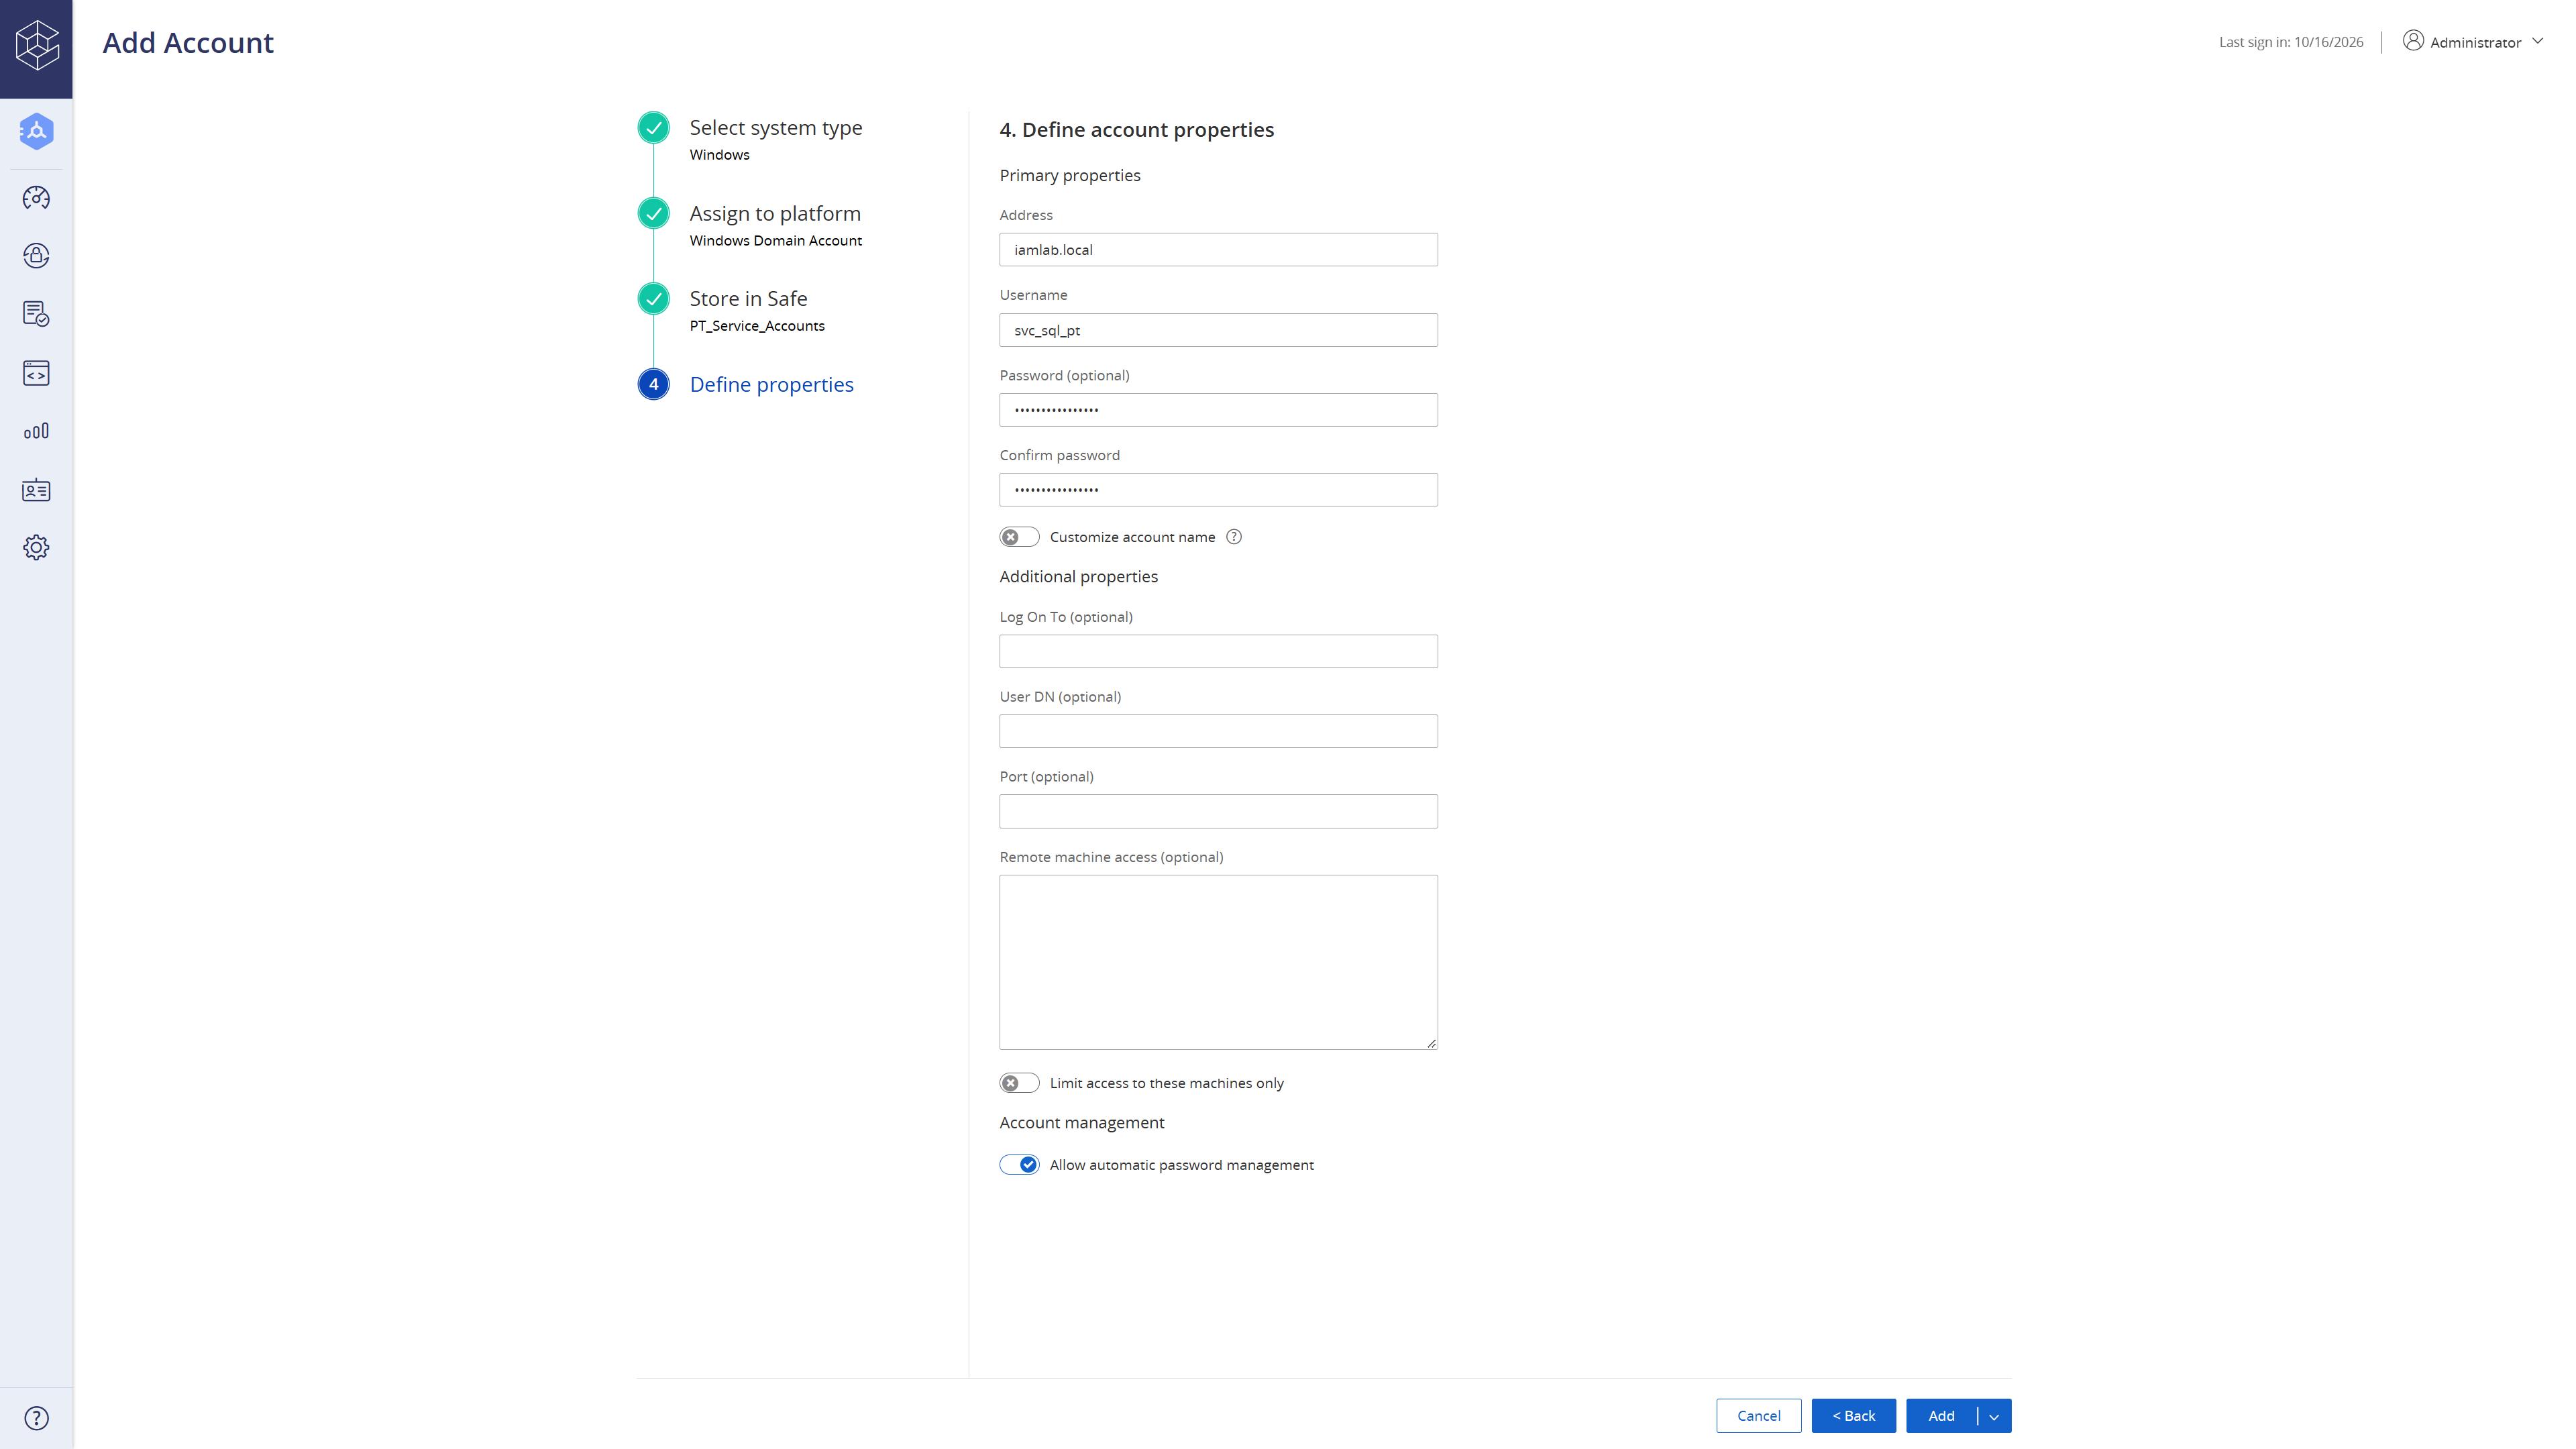 Add Account
Last sign in: 10/16/2026
Administrator
Select system type
Windows
Assign to platform
Windows Domain Account
Store in Safe
PT_Service_Accounts
4
Define properties
4. Define account properties
Primary properties
Address
iamlab.local
Username
svc_sql_pt
Password (optional)
••••••••••••••••
Confirm password
••••••••••••••••
Customize account name ?
Additional properties
Log On To (optional)
User DN (optional)
Port (optional)
Remote machine access (optional)
Limit access to these machines only
Account management
Allow automatic password management
Cancel
< Back
Add
?